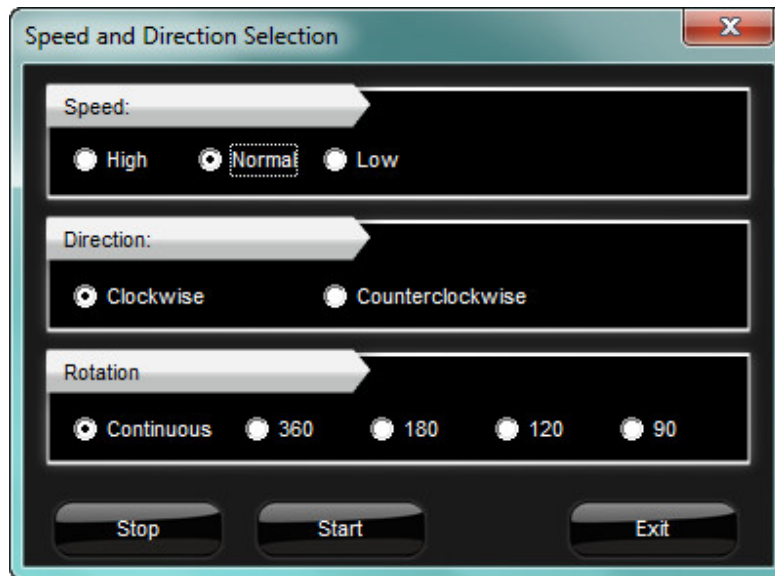 Speed and Direction Selection
Speed:
High Normal Low
Direction:
Clockwise Counterclockwise
Rotation
Continuous 360 180 120 90
Stop Start Exit